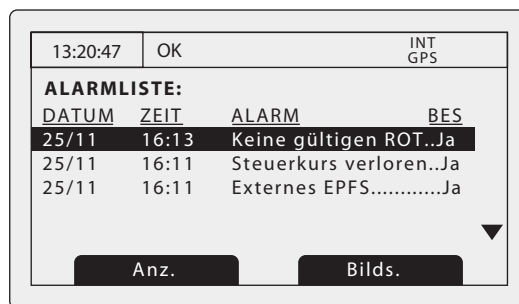 13:20:47 OK INT
GPS
ALARMLISTE:
DATUM ZEIT ALARM BES
25/11 16:13 Keine gültigen ROT..Ja
25/11 16:11 Steuerkurs verloren..Ja
25/11 16:11 Externes EPFS............Ja
Anz. Bilds.